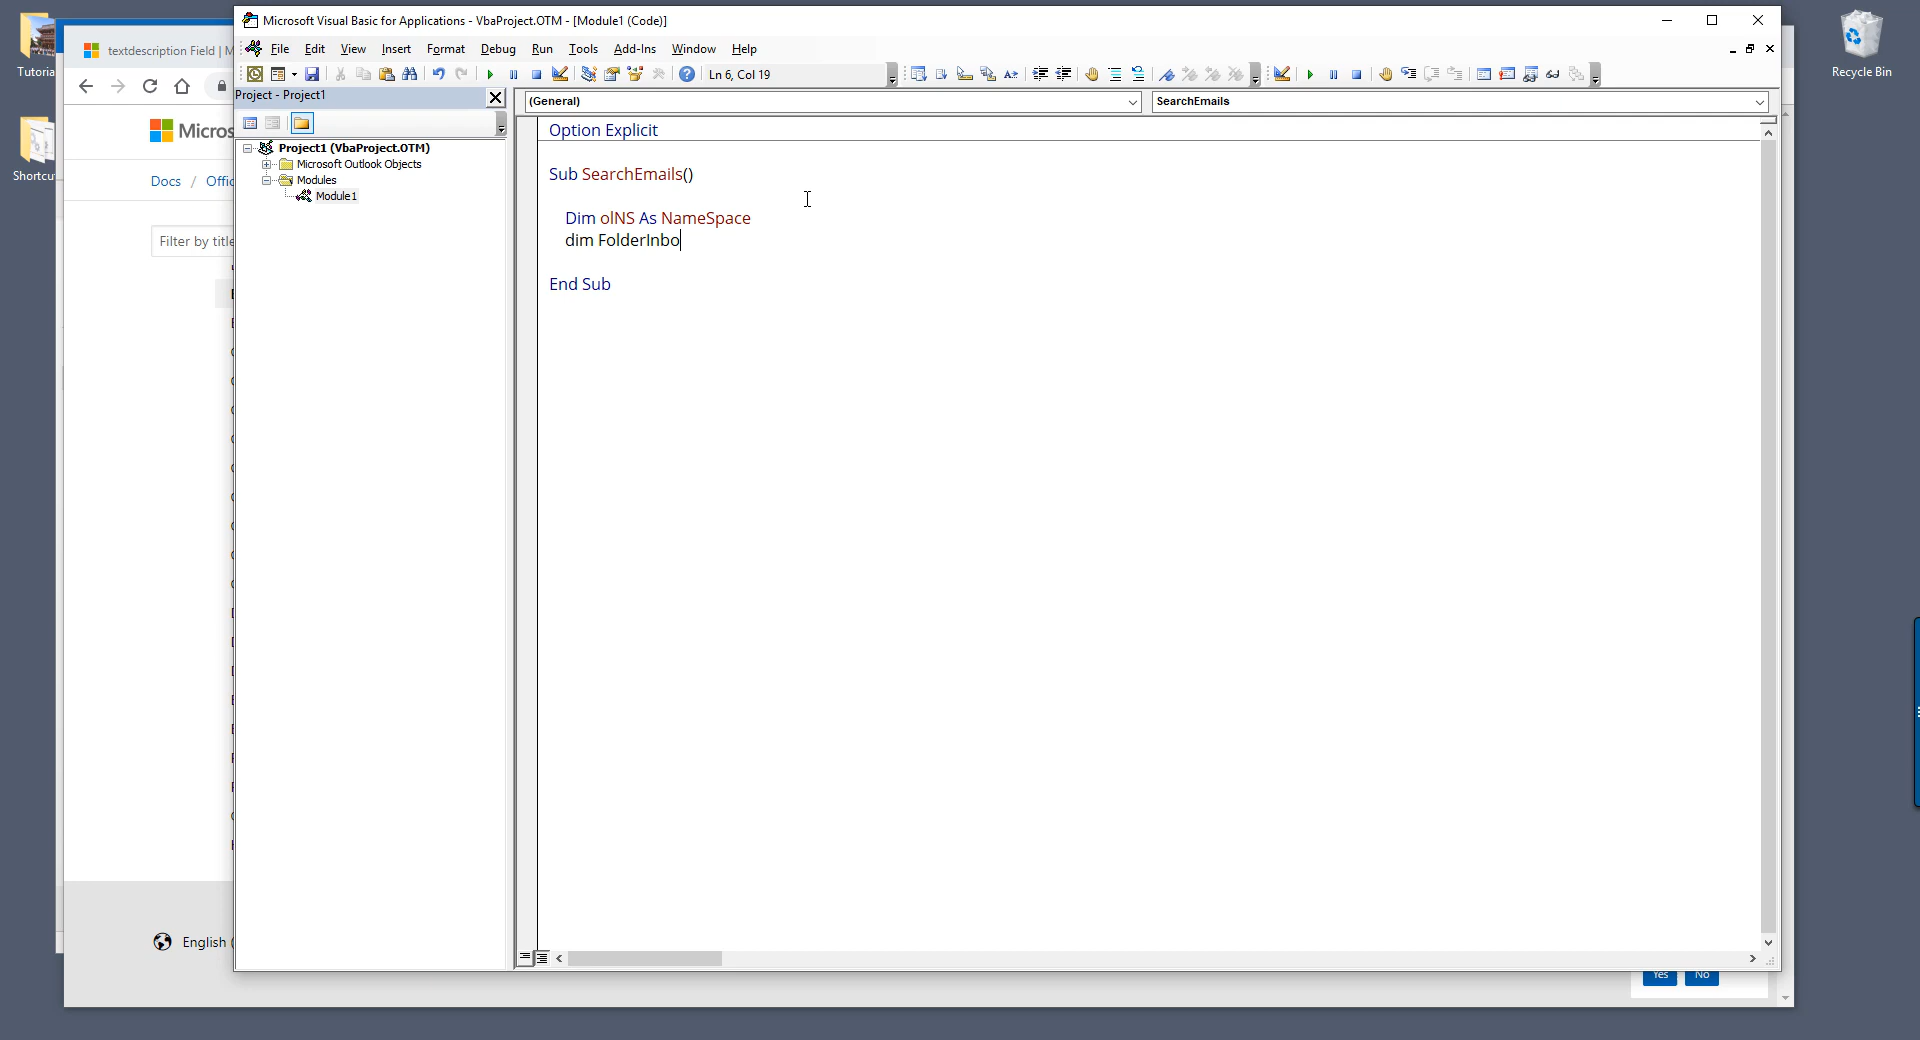 Tutoria
Shortcu
Recycle Bin
textdescription Field | M
Micros
Docs / Offic
Filter by title
English (
Yes No
Microsoft Visual Basic for Applications - VbaProject.OTM - [Module1 (Code)]
File Edit View Insert Format Debug Run Tools Add-Ins Window Help
Ln 6, Col 19
Project - Project1
Project1 (VbaProject.OTM)
Microsoft Outlook Objects
Modules
Module1
(General) SearchEmails
Option Explicit
Sub SearchEmails()
Dim olNS As NameSpace
dim FolderInbo
End Sub